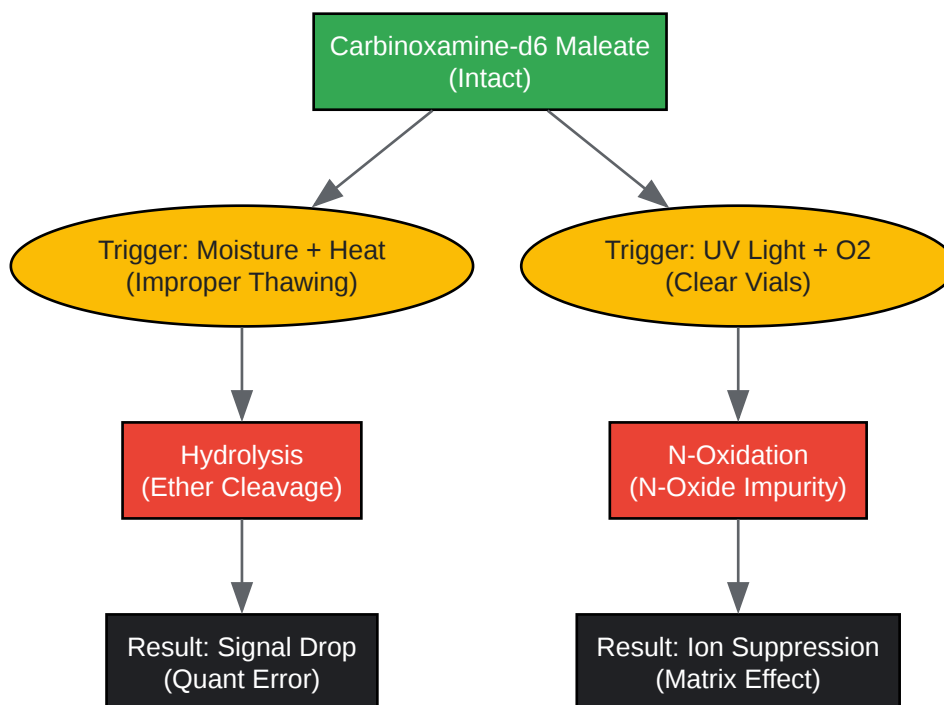 Carbinoxamine-d6 Maleate
(Intact)
Trigger: Moisture + Heat
(Improper Thawing)
Trigger: UV Light + O2
(Clear Vials)
Hydrolysis
(Ether Cleavage)
N-Oxidation
(N-Oxide Impurity)
Result: Signal Drop
(Quant Error)
Result: Ion Suppression
(Matrix Effect)